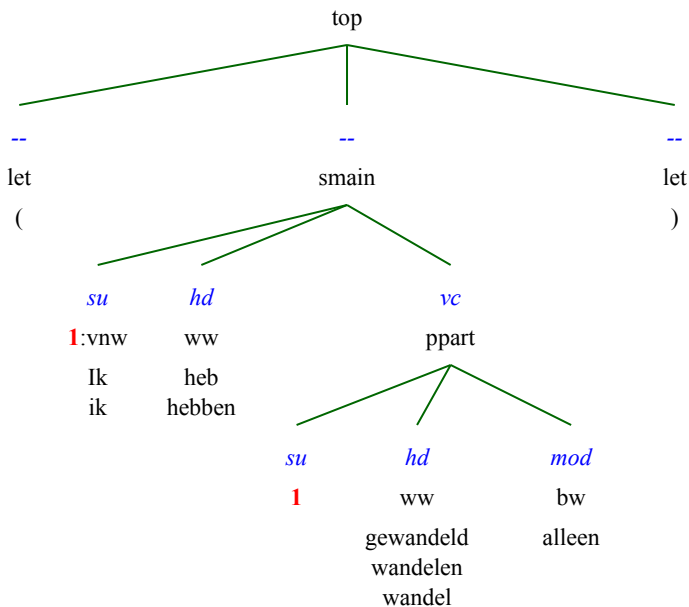 top
-- -- --
let smain let
( )
su hd vc
1:vnw ww ppart
Ik heb
ik hebben
su hd mod
1 ww bw
gewandeld alleen
wandelen
wandel